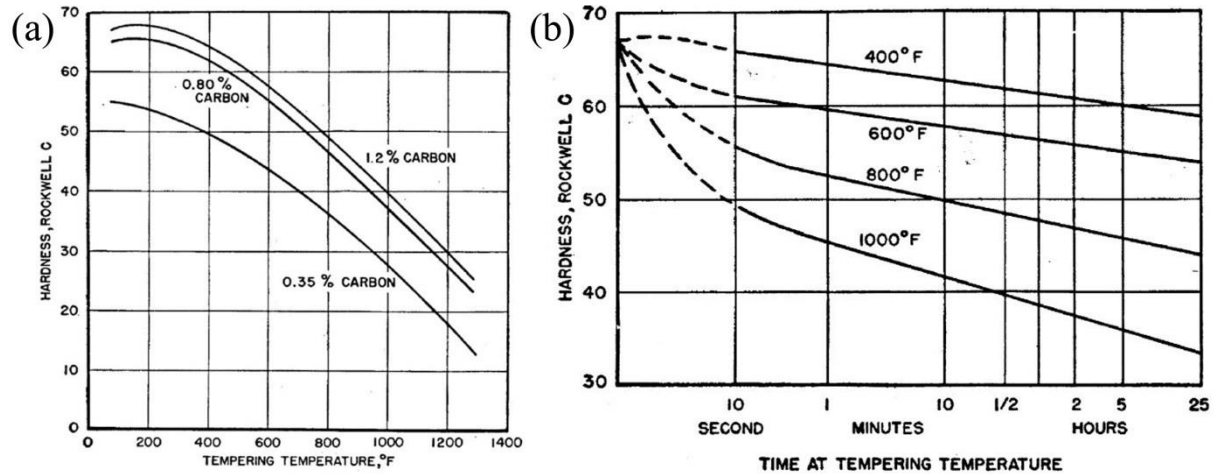 (a)
HARDNESS, ROCKWELL C
70
60
50
40
30
20
10
0
0.80%
CARBON
1.2% CARBON
0.35% CARBON
0 200 400 600 800 1000 1200 1400
TEMPERING TEMPERATURE,°F
(b)
HARDNESS, ROCKWELL C
70
60
50
40
30
400°F
600°F
800°F
1000°F
10 1 10 1/2 2 5 25
SECOND MINUTES HOURS
TIME AT TEMPERING TEMPERATURE